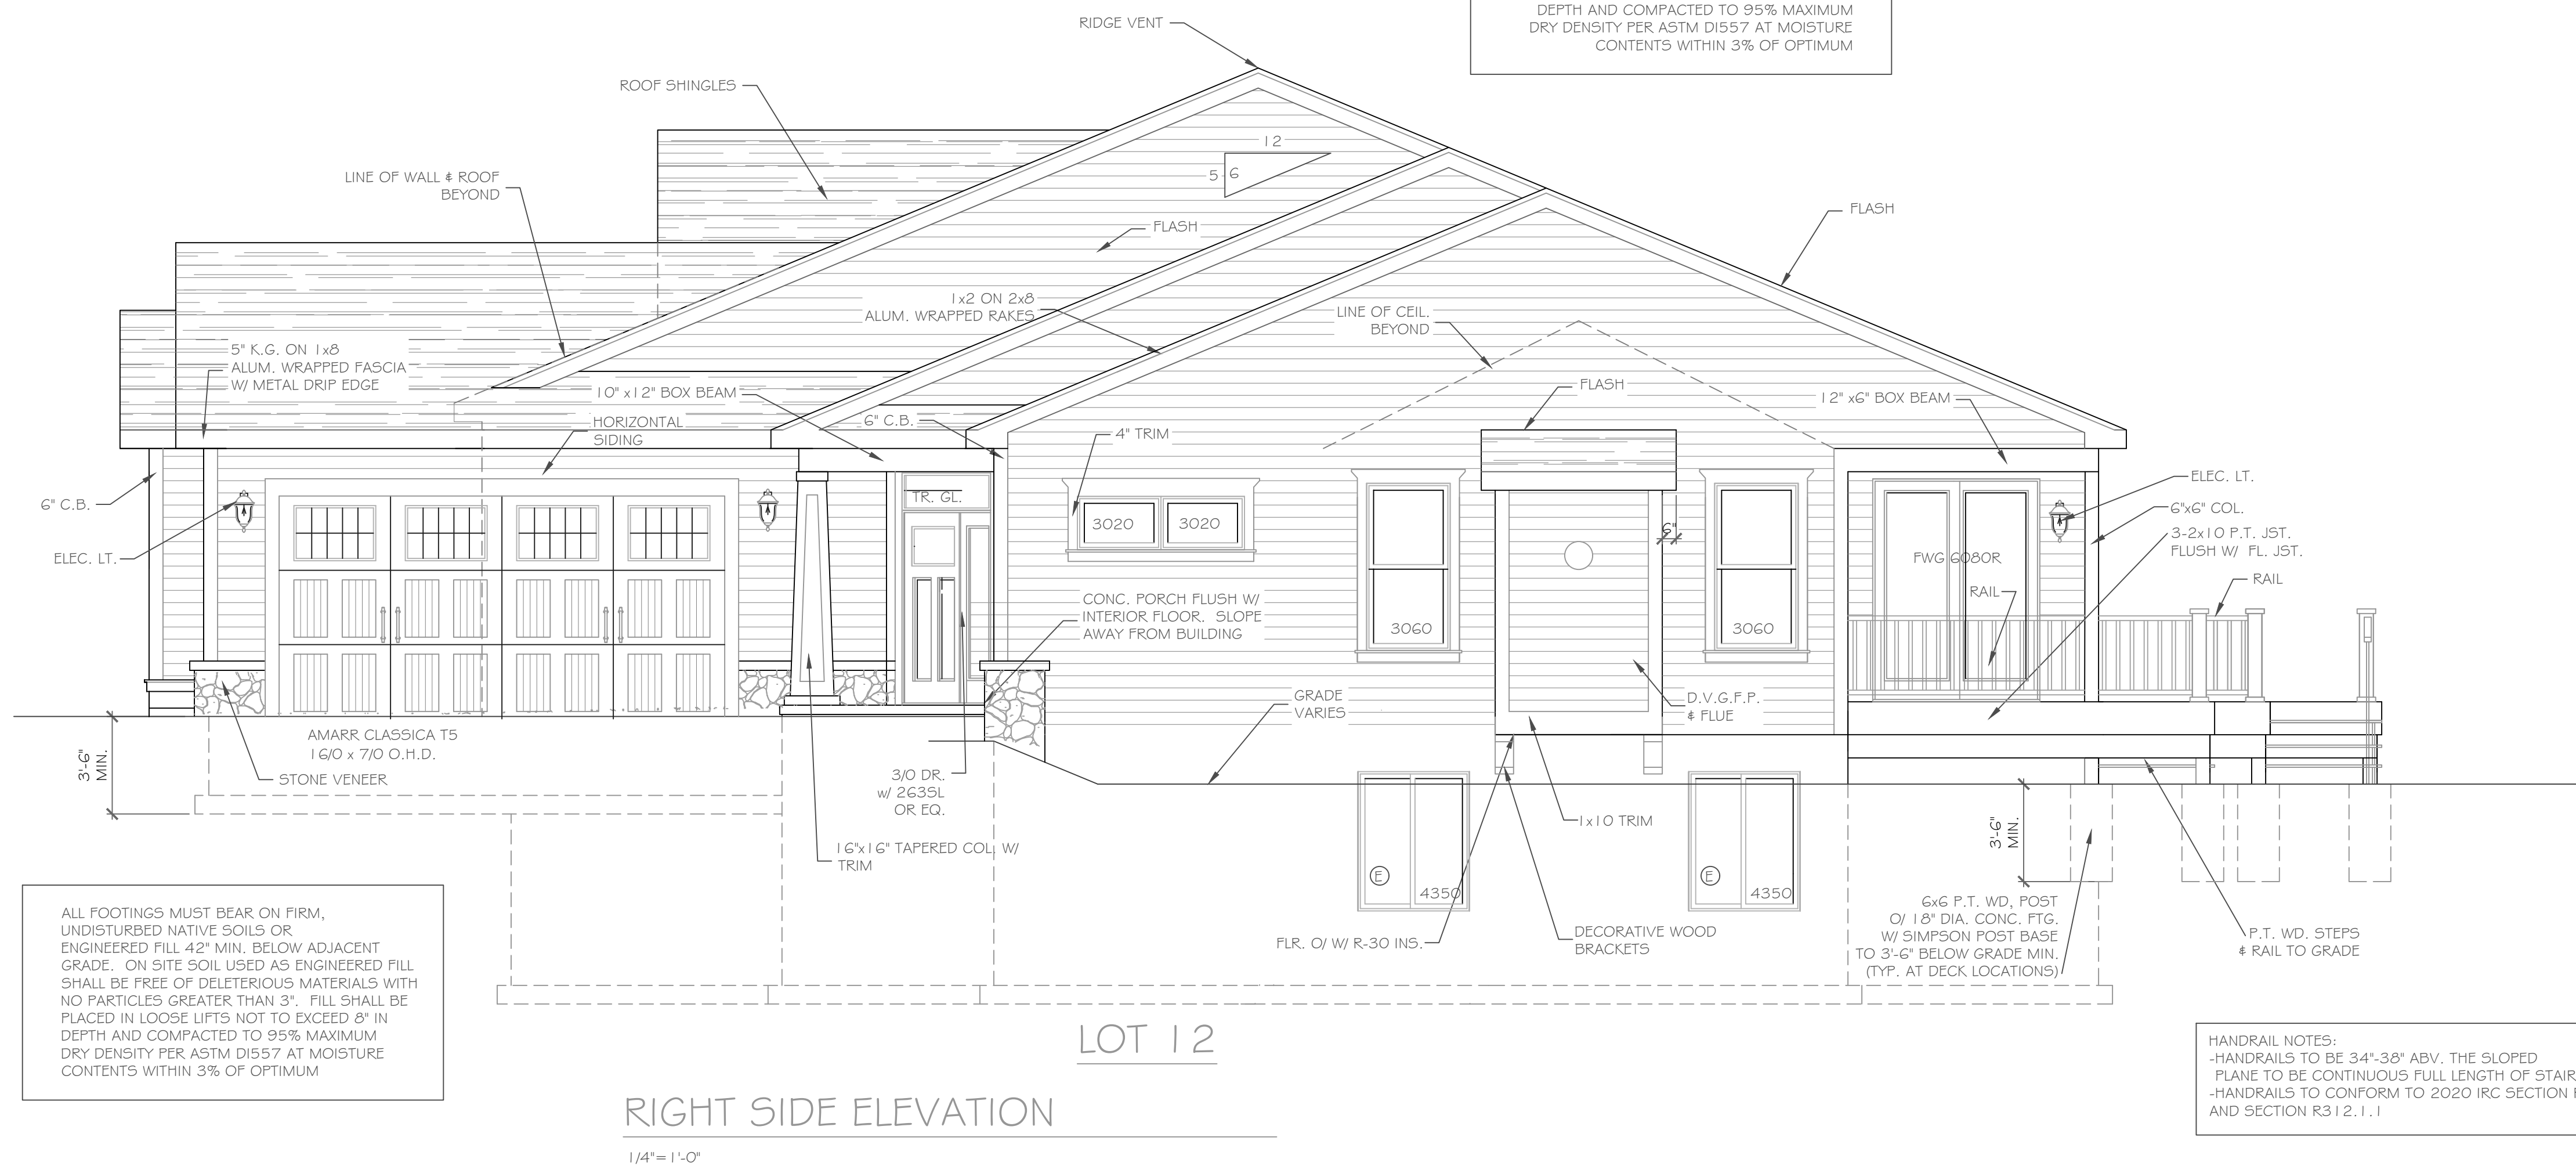 DEPTH AND COMPACTED TO 95% MAXIMUM
DRY DENSITY PER ASTM D1557 AT MOISTURE
CONTENTS WITHIN 3% OF OPTIMUM
RIDGE VENT
ROOF SHINGLES
12
5
6
LINE OF WALL & ROOF
BEYOND
FLASH
FLASH
1x2 ON 2x8
ALUM. WRAPPED RAKES
LINE OF CEIL.
BEYOND
5" K.G. ON 1x8
ALUM. WRAPPED FASCIA
W/ METAL DRIP EDGE
10" x12" BOX BEAM
FLASH
12" x6" BOX BEAM
HORIZONTAL
SIDING
6" C.B.
4" TRIM
6" C.B.
ELEC. LT.
TR. GL.
3020
3020
6"
ELEC. LT.
6"x6" COL.
3-2x10 P.T. JST.
FLUSH W/ FL. JST.
FWG 6080R
RAIL
RAIL
CONC. PORCH FLUSH W/
INTERIOR FLOOR. SLOPE
AWAY FROM BUILDING
3060
3060
GRADE
VARIES
D.V.G.F.P.
& FLUE
3'-6"
MIN.
AMARR CLASSICA T5
16/0 x 7/0 O.H.D.
STONE VENEER
3/0 DR.
w/ 263SL
OR EQ.
16"x16" TAPERED COL. W/
TRIM
1x10 TRIM
3'-6"
MIN.
E
4350
E
4350
FLR. O/ W/ R-30 INS.
DECORATIVE WOOD
BRACKETS
6x6 P.T. WD, POST
O/ 18" DIA. CONC. FTG.
W/ SIMPSON POST BASE
TO 3'-6" BELOW GRADE MIN.
(TYP. AT DECK LOCATIONS)
P.T. WD. STEPS
& RAIL TO GRADE
ALL FOOTINGS MUST BEAR ON FIRM,
UNDISTURBED NATIVE SOILS OR
ENGINEERED FILL 42" MIN. BELOW ADJACENT
GRADE. ON SITE SOIL USED AS ENGINEERED FILL
SHALL BE FREE OF DELETERIOUS MATERIALS WITH
NO PARTICLES GREATER THAN 3". FILL SHALL BE
PLACED IN LOOSE LIFTS NOT TO EXCEED 8" IN
DEPTH AND COMPACTED TO 95% MAXIMUM
DRY DENSITY PER ASTM D1557 AT MOISTURE
CONTENTS WITHIN 3% OF OPTIMUM
LOT 12
RIGHT SIDE ELEVATION
1/4"=1'-0"
HANDRAIL NOTES:
-HANDRAILS TO BE 34"-38" ABV. THE SLOPED
PLANE TO BE CONTINUOUS FULL LENGTH OF STAIR
-HANDRAILS TO CONFORM TO 2020 IRC SECTION
AND SECTION R312.1.1